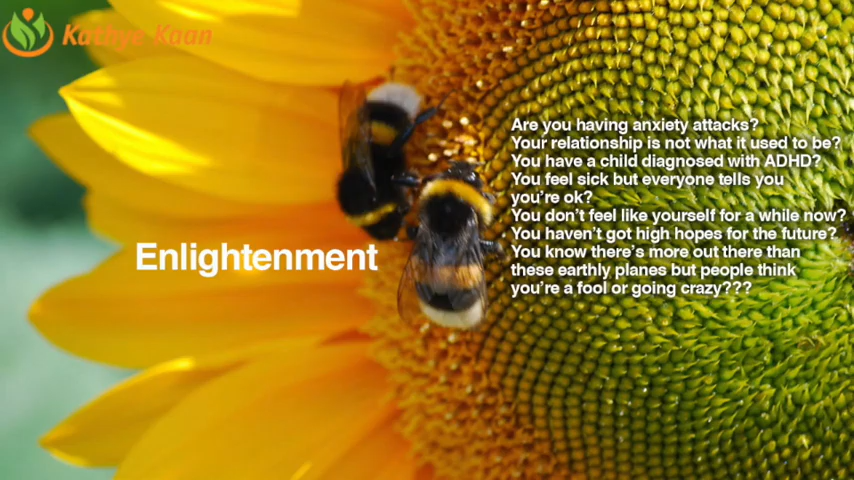 Kathye Kaan
Enlightenment
Are you having anxiety attacks?
Your relationship is not what it used to be?
You have a child diagnosed with ADHD?
You feel sick but everyone tells you
you're ok?
You don't feel like yourself for a while now?
You haven't got high hopes for the future?
You know there's more out there than
these earthly planes but people think
you're a fool or going crazy???